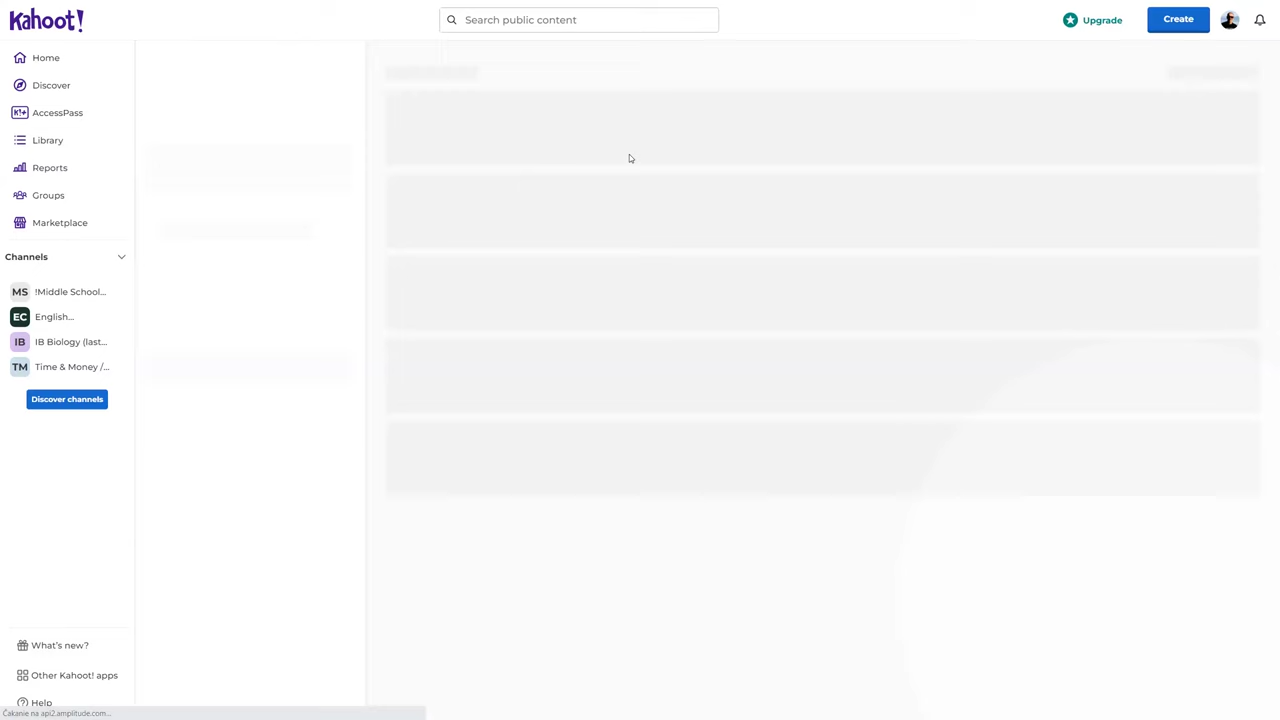 Kahoot!
Search public content
Upgrade
Create
Home
Discover
K!+ AccessPass
Library
Reports
Groups
Marketplace
Channels
MS !Middle School...
EC English...
IB IB Biology (last...
TM Time & Money /...
Discover channels
What's new?
Other Kahoot! apps
Help
Čakanie na api2.amplitude.com...